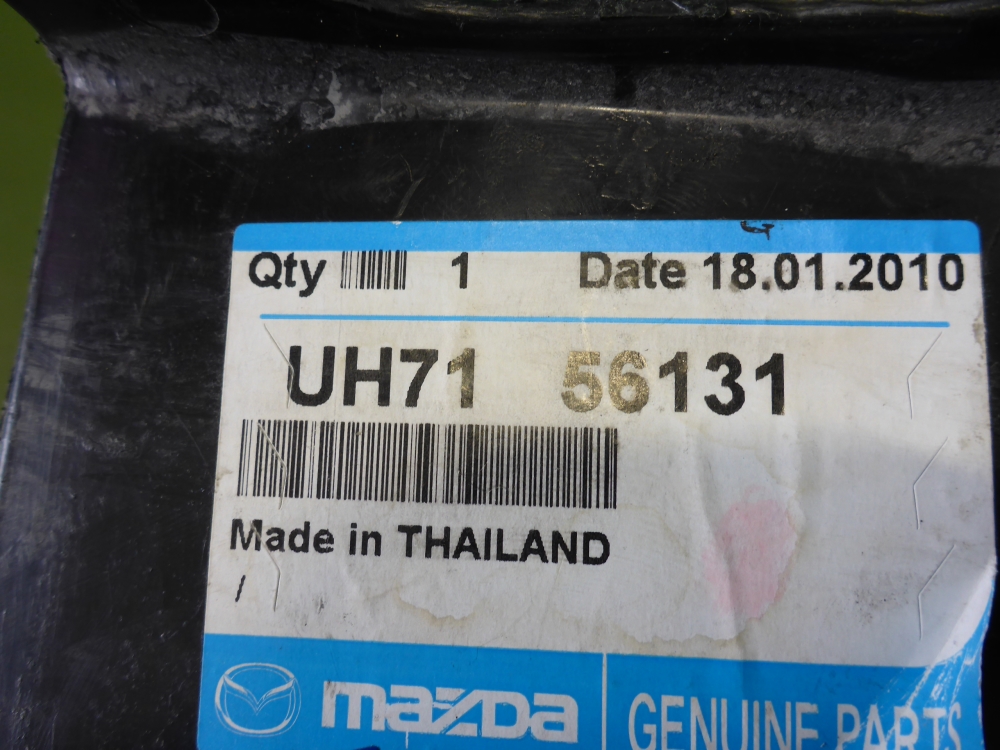 Qty 1 Date 18.01.2010
UH71 56131
Made in THAILAND
/
mazda GENUINE PARTS